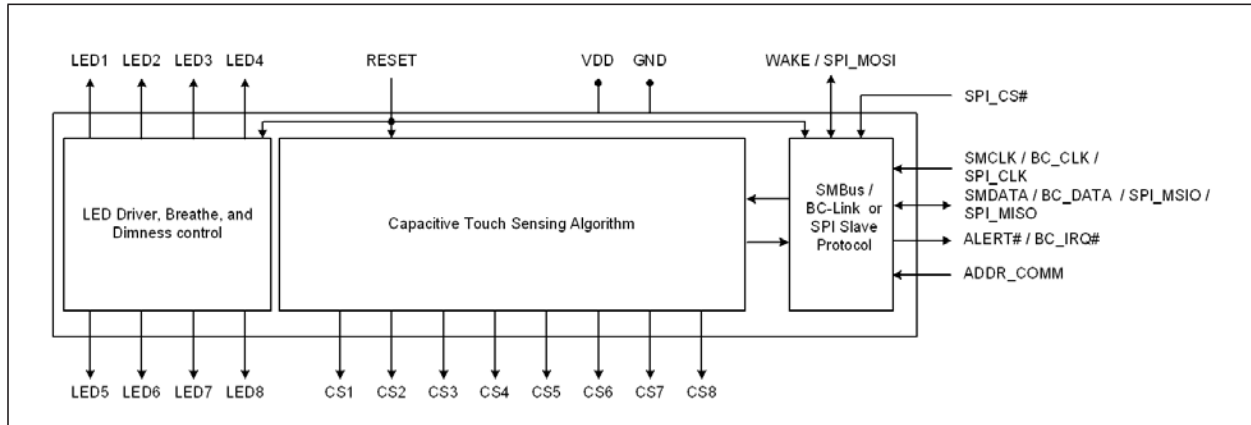 LED1 LED2 LED3 LED4 RESET VDD GND WAKE / SPI_MOSI
SPI_CS#
SMCLK / BC_CLK /
SPI_CLK
SMDATA / BC_DATA / SPI_MSIO /
SPI_MISO
ALERT# / BC_IRQ#
ADDR_COMM
LED Driver, Breathe, and
Dimness control
Capacitive Touch Sensing Algorithm
SMBus /
BC-Link or
SPI Slave
Protocol
LED5 LED6 LED7 LED8 CS1 CS2 CS3 CS4 CS5 CS6 CS7 CS8